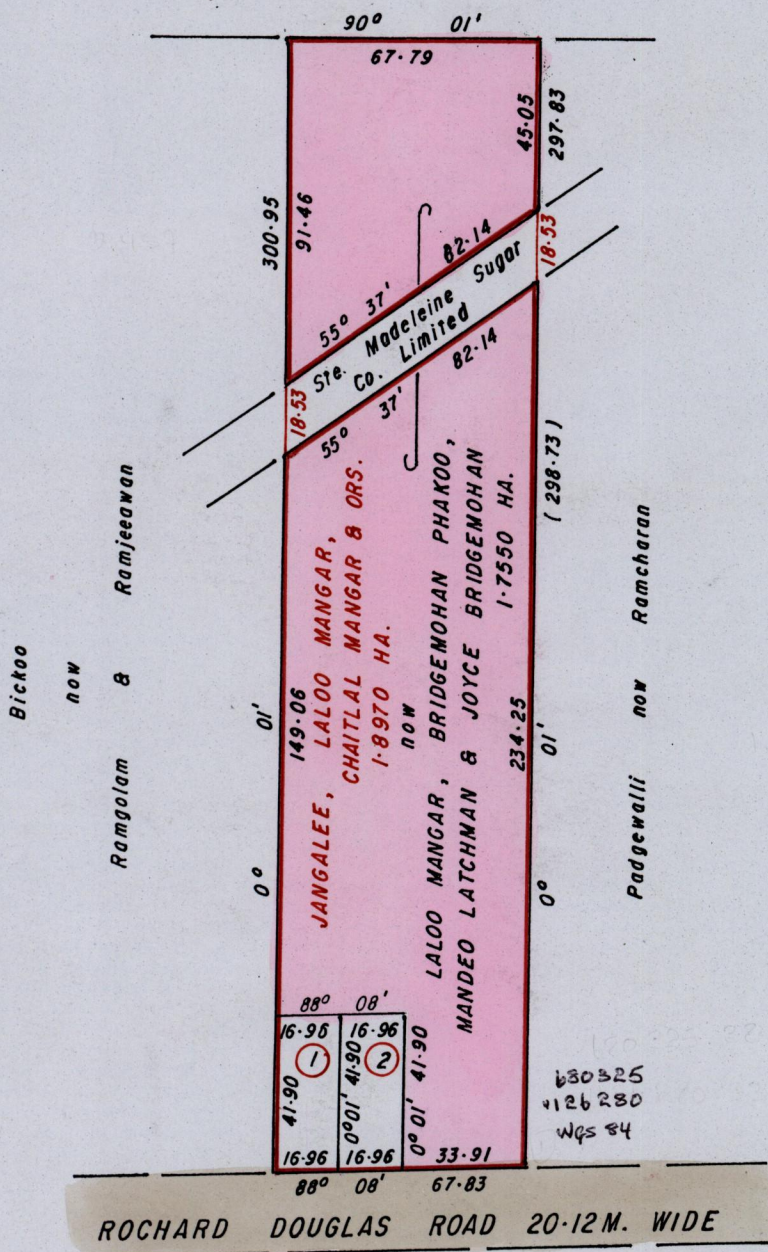 90° 01'
67·79
45·05
297·83
300·95
91·46
82·14
55° 37'
18·53
Ste. Madeleine Sugar
Co. Limited
18·53
82·14
55° 37'
(298·73)
Bickoo
now
Ramgolam & Ramjeeawan
0° 01'
149·06
JANGALEE, LALOO MANGAR,
CHAITLAL MANGAR & ORS.
1·8970 HA.
now
LALOO MANGAR, BRIDGEMOHAN PHAKOO,
MANDEO LATCHMAN & JOYCE BRIDGEMOHAN
1·7550 HA.
234·25
0° 01'
Padgewalli now Ramcharan
88° 08'
16·96 16·96
1 2
41·90
0°01' 41·90
0° 01' 41·90
16·96 16·96 33·91
88° 08' 67·83
680325
1126280
WGS 84
ROCHARD DOUGLAS ROAD 20·12M. WIDE